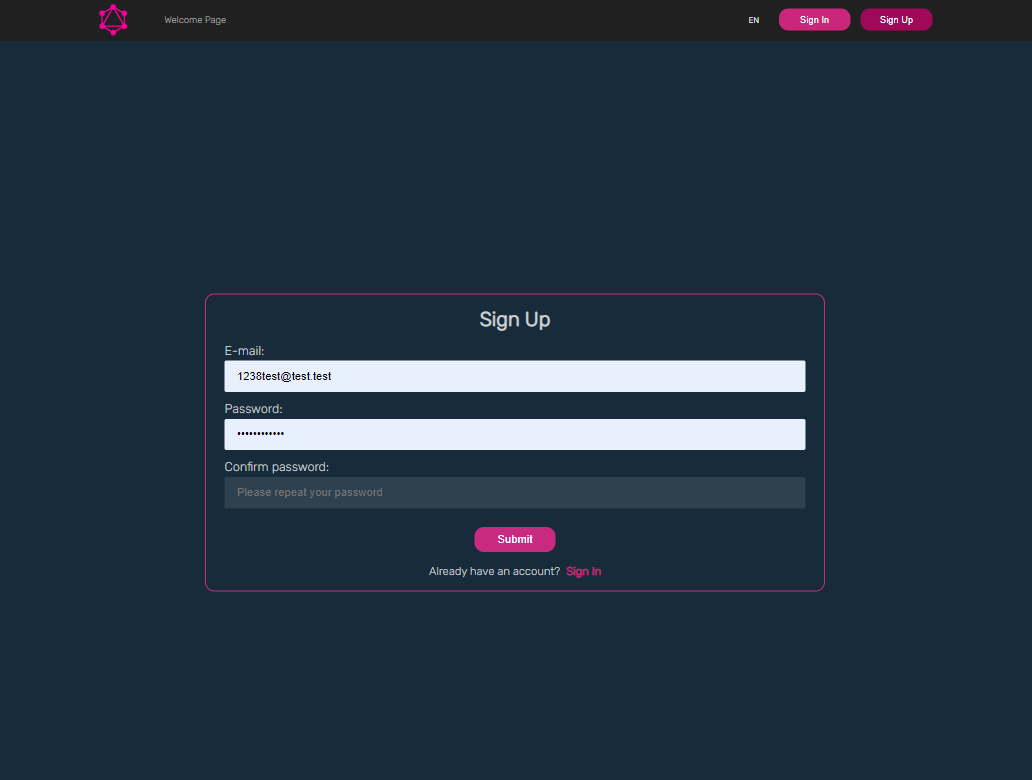 Welcome Page
EN
Sign In
Sign Up
Sign Up
E-mail:
1238test@test.test
Password:
••••••••••••
Confirm password:
Please repeat your password
Submit
Already have an account? Sign In